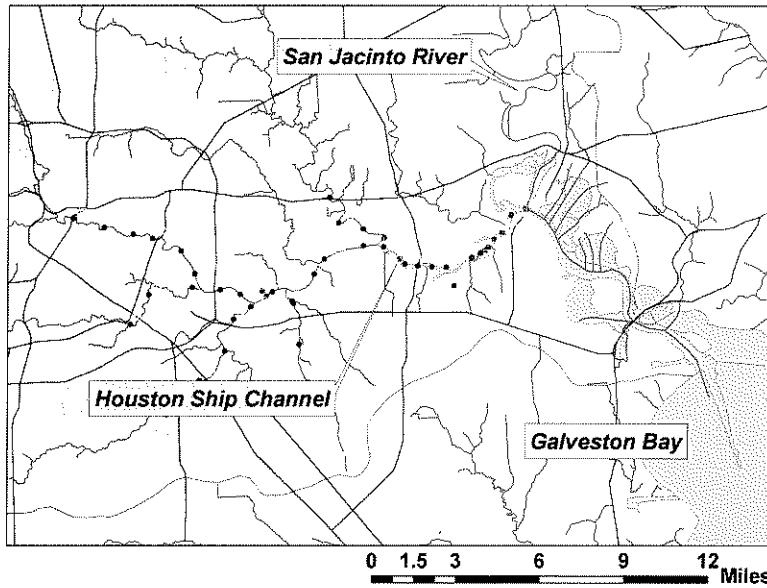 San Jacinto River
Houston Ship Channel
Galveston Bay
0 1.5 3 6 9 12
Miles